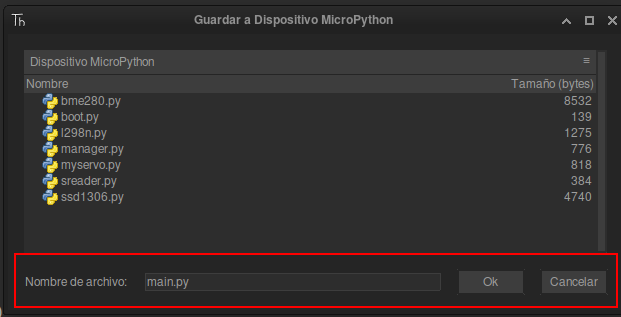 Th Guardar a Dispositivo MicroPython
Dispositivo MicroPython
Nombre Tamaño (bytes)
bme280.py 8532
boot.py 139
l298n.py 1275
manager.py 776
myservo.py 818
sreader.py 384
ssd1306.py 4740
Nombre de archivo: main.py Ok Cancelar